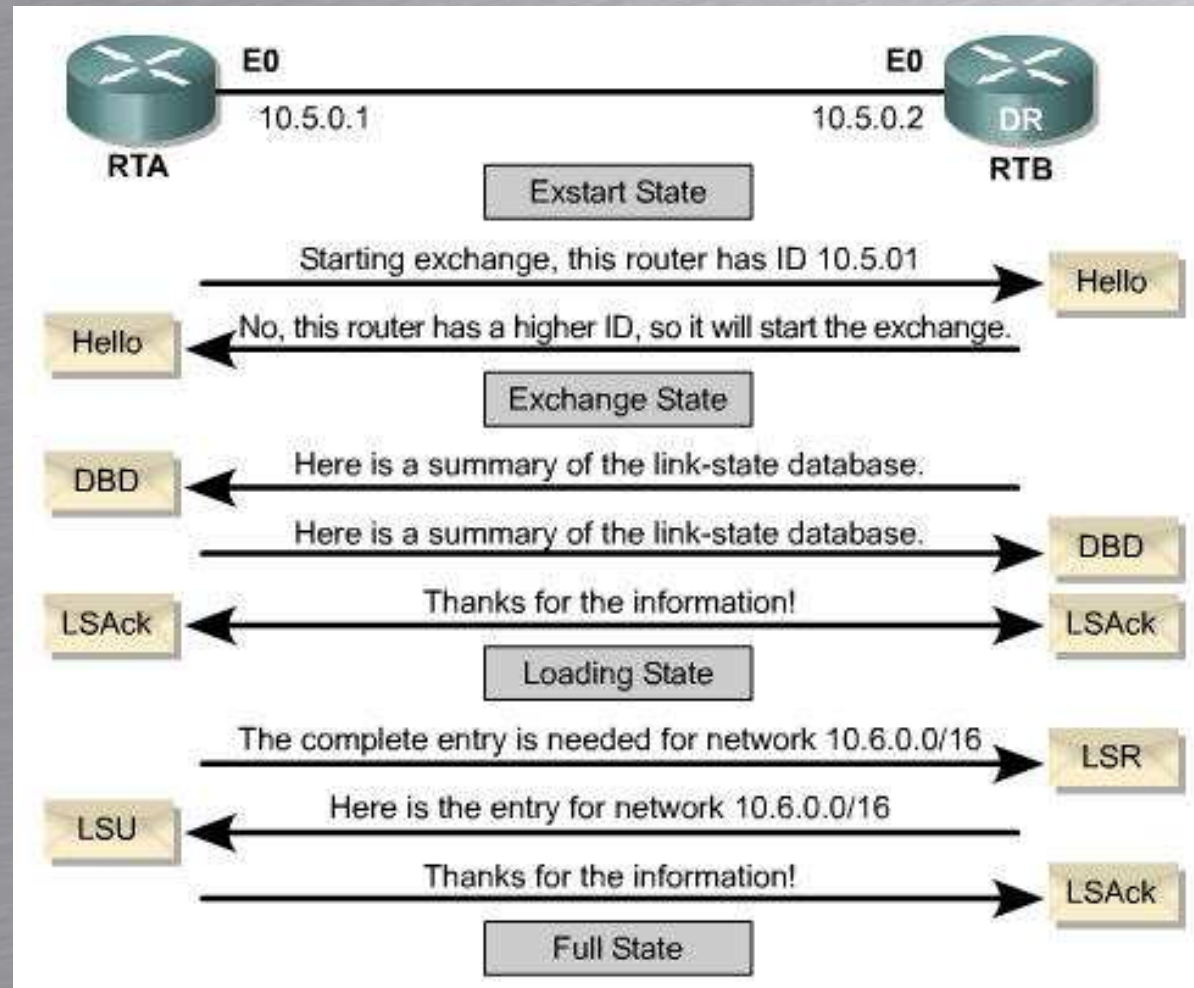 E0
E0
10.5.0.1
10.5.0.2
DR
RTA
RTB
Exstart State
Starting exchange, this router has ID 10.5.01
Hello
Hello
No, this router has a higher ID, so it will start the exchange.
Exchange State
DBD
Here is a summary of the link-state database.
Here is a summary of the link-state database.
DBD
LSAck
Thanks for the information!
LSAck
Loading State
The complete entry is needed for network 10.6.0.0/16
LSR
LSU
Here is the entry for network 10.6.0.0/16
Thanks for the information!
LSAck
Full State